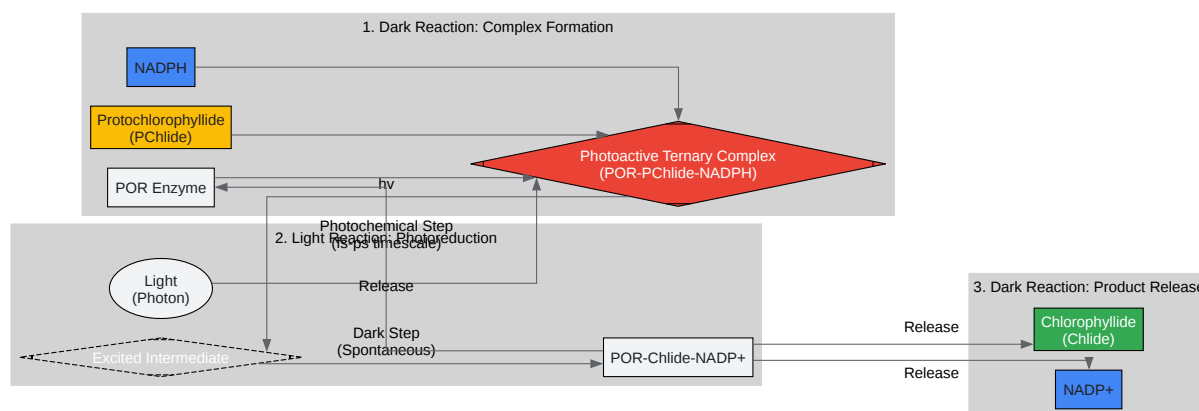 1. Dark Reaction: Complex Formation
NADPH
Protochlorophyllide
(PChlide)
Photoactive Ternary Complex
(POR-PChlide-NADPH)
POR Enzyme
hv
Photochemical Step
(fs-ps timescale)
2. Light Reaction: Photoreduction
Light
(Photon)
Release
Dark Step
(Spontaneous)
Excited Intermediate
POR-Chlide-NADP+
Release
Release
3. Dark Reaction: Product Release
Chlorophyllide
(Chlide)
NADP+